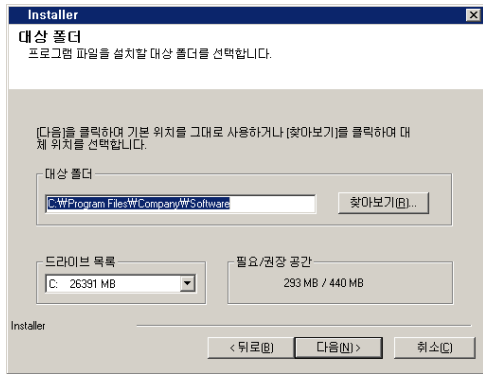 Installer
대상 폴더
프로그램 파일을 설치할 대상 폴더를 선택합니다.
[다음]을 클릭하여 기본 위치를 그대로 사용하거나 [찾아보기]를 클릭하여 대
체 위치를 선택합니다.
대상 폴더
C:₩Program Files₩Company₩Software
찾아보기(R)...
드라이브 목록
C: 26391 MB
필요/권장 공간
293 MB / 440 MB
Installer
< 뒤로(B)
다음(N) >
취소(C)